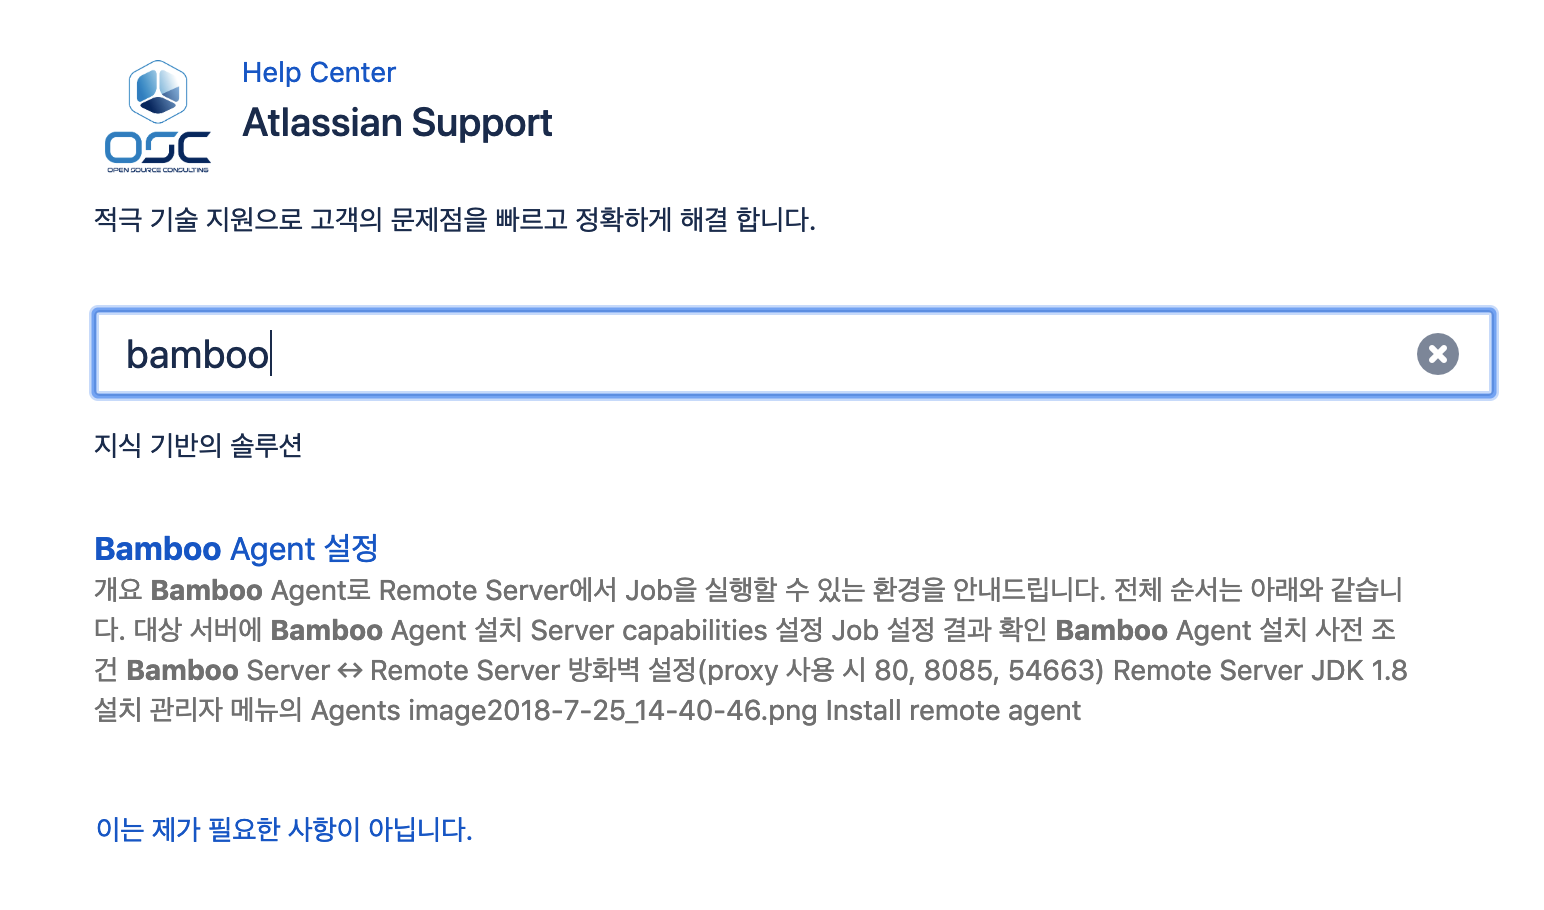 Help Center
Atlassian Support
OSC
OPEN SOURCE CONSULTING
적극 기술 지원으로 고객의 문제점을 빠르고 정확하게 해결 합니다.
bamboo
지식 기반의 솔루션
Bamboo Agent 설정
개요 Bamboo Agent로 Remote Server에서 Job을 실행할 수 있는 환경을 안내드립니다. 전체 순서는 아래와 같습니
다. 대상 서버에 Bamboo Agent 설치 Server capabilities 설정 Job 설정 결과 확인 Bamboo Agent 설치 사전 조
건 Bamboo Server ↔ Remote Server 방화벽 설정(proxy 사용 시 80, 8085, 54663) Remote Server JDK 1.8
설치 관리자 메뉴의 Agents image2018-7-25_14-40-46.png Install remote agent
이는 제가 필요한 사항이 아닙니다.